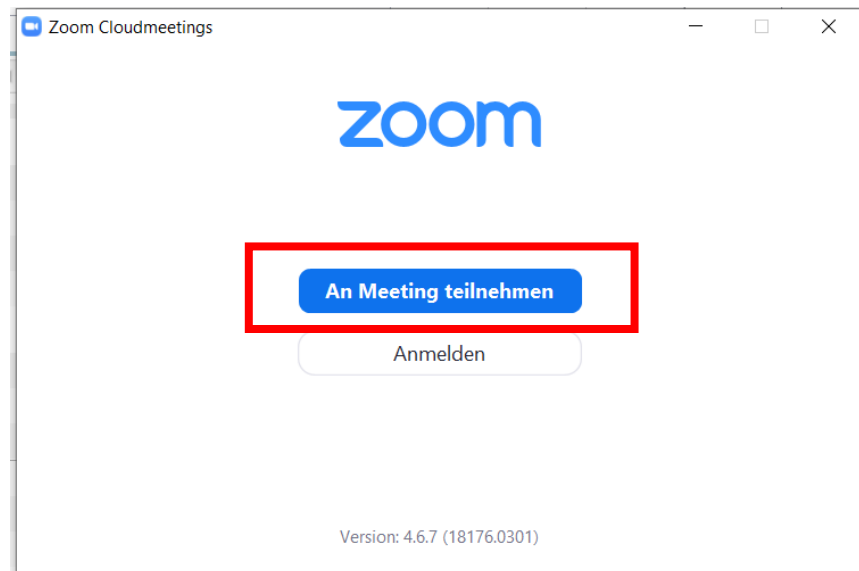 Zoom Cloudmeetings
zoom
An Meeting teilnehmen
Anmelden
Version: 4.6.7 (18176.0301)